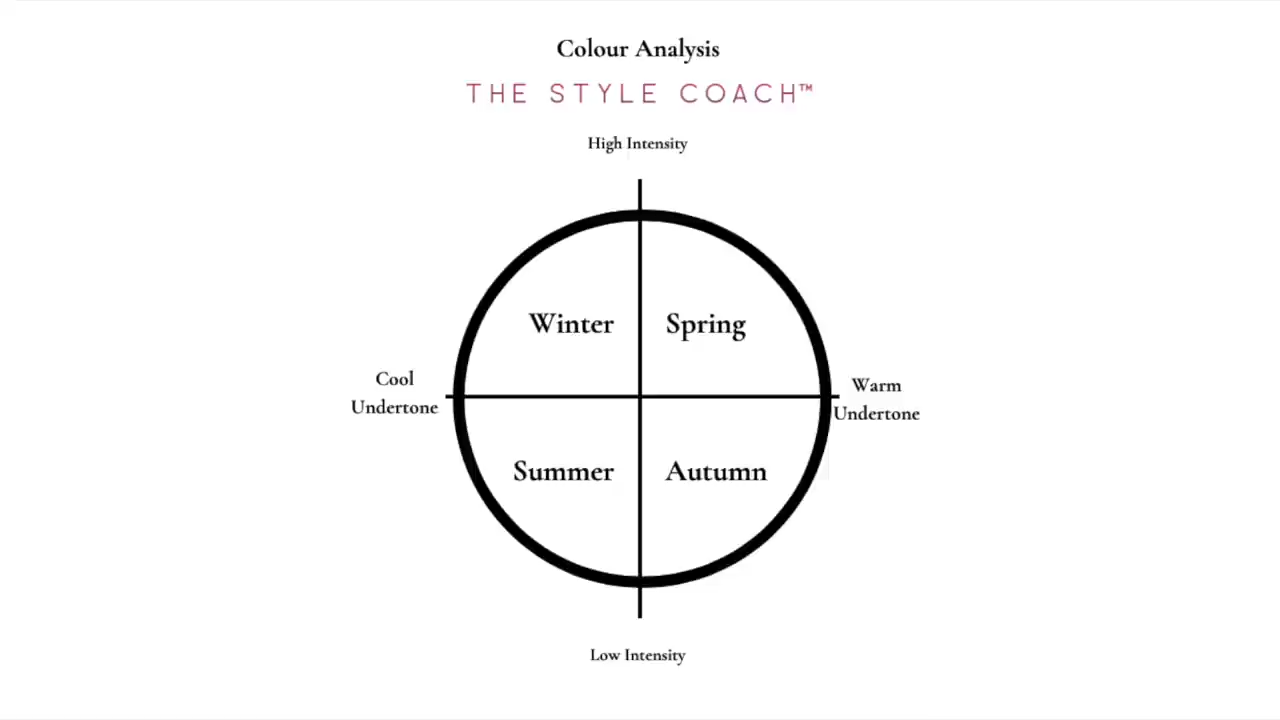 Colour Analysis
THE STYLE COACH™
High Intensity
Winter
Spring
Cool
Undertone
Warm
Undertone
Summer
Autumn
Low Intensity